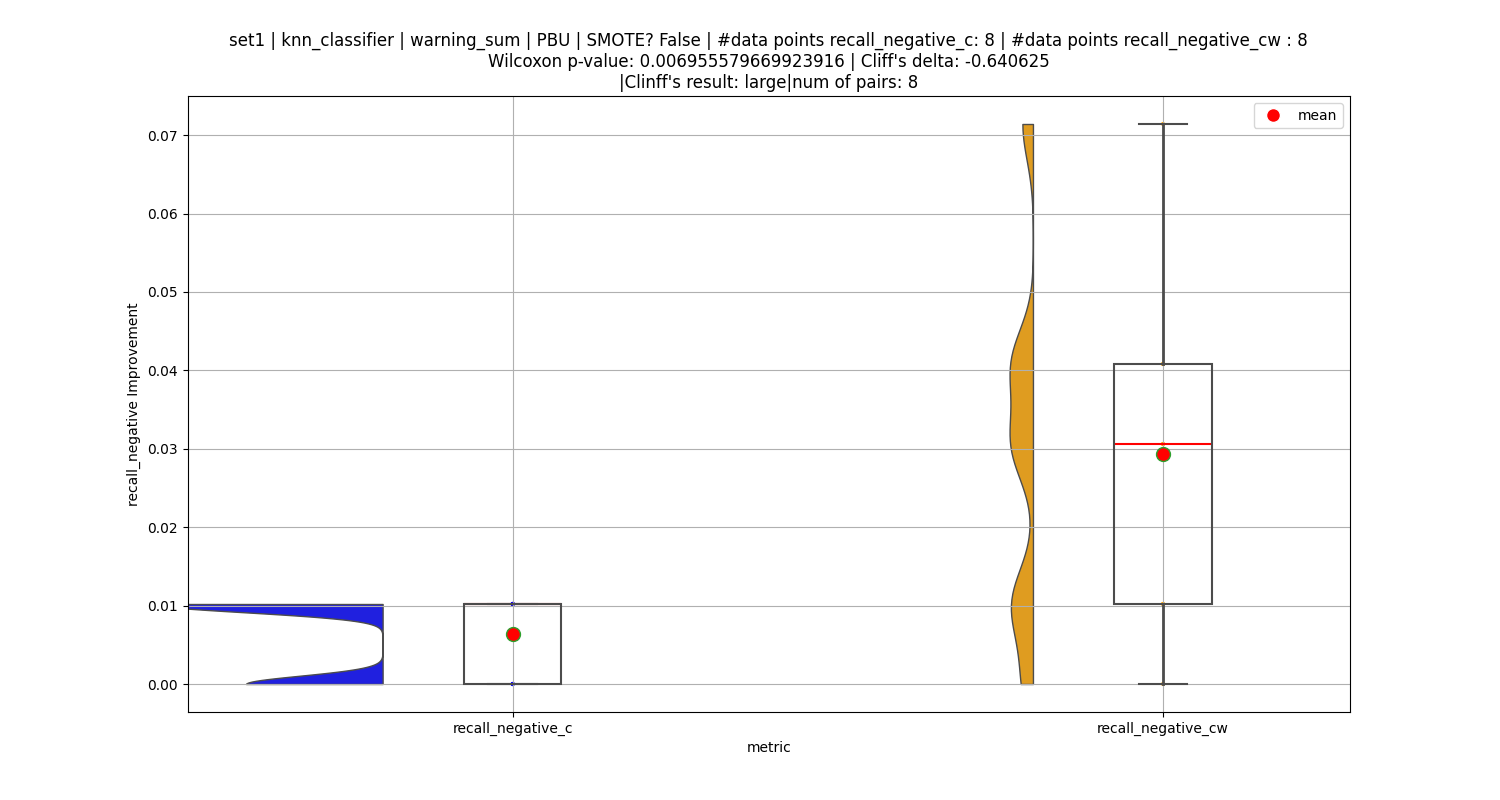 set1 | knn_classifier | warning_sum | PBU | SMOTE? False | #data points recall_negative_c: 8 | #data points recall_negative_cw : 8
Wilcoxon p-value: 0.006955579669923916 | Cliff's delta: -0.640625
|Clinff's result: large|num of pairs: 8
mean
0.07
0.06
0.05
0.04
0.03
0.02
0.01
0.00
recall_negative Improvement
recall_negative_c
recall_negative_cw
metric